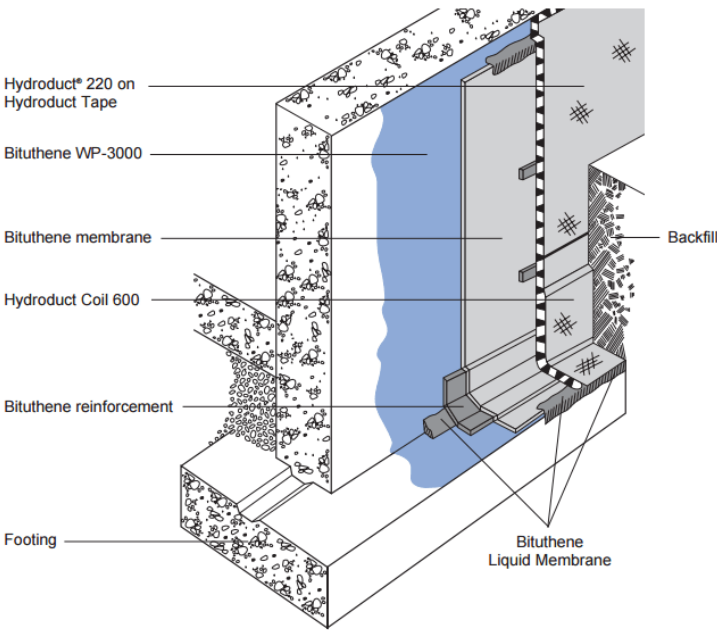 Hydroduct® 220 on
Hydroduct Tape
Bituthene WP-3000
Bituthene membrane
Backfill
Hydroduct Coil 600
Bituthene reinforcement
Footing
Bituthene
Liquid Membrane